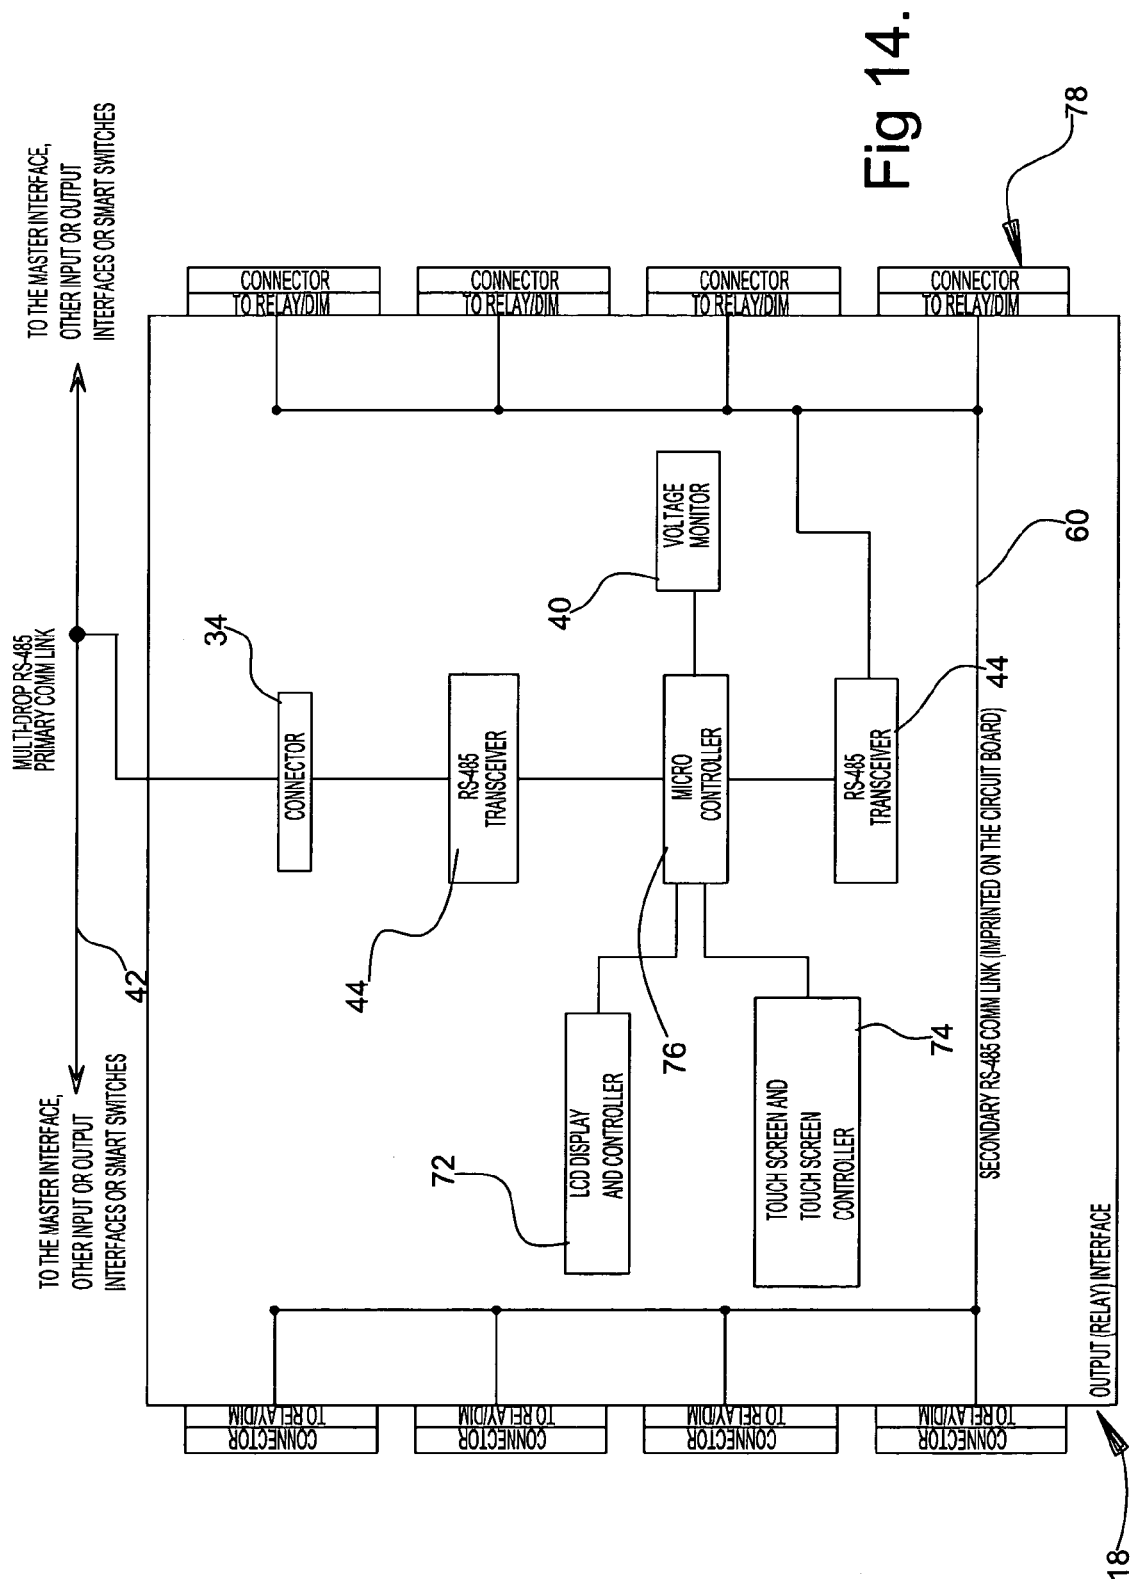 Fig 14.
TO THE MASTER INTERFACE,
OTHER INPUT OR OUTPUT
INTERFACES OR SMART SWITCHES
MULTI-DROP RS-485
PRIMARY COMM LINK
42
TO THE MASTER INTERFACE,
OTHER INPUT OR OUTPUT
INTERFACES OR SMART SWITCHES
CONNECTOR
TO RELAY/DIM
CONNECTOR
TO RELAY/DIM
CONNECTOR
TO RELAY/DIM
CONNECTOR
TO RELAY/DIM
78
34
CONNECTOR
44
RS-485
TRANSCEIVER
40
VOLTAGE
MONITOR
76
MICRO
CONTROLLER
72
LCD DISPLAY
AND CONTROLLER
74
TOUCH SCREEN AND
TOUCH SCREEN
CONTROLLER
RS-485
TRANSCEIVER
44
60
SECONDARY RS-485 COMM LINK (IMPRINTED ON THE CIRCUIT BOARD)
OUTPUT (RELAY) INTERFACE
18
CONNECTOR
TO RELAY/DIM
CONNECTOR
TO RELAY/DIM
CONNECTOR
TO RELAY/DIM
CONNECTOR
TO RELAY/DIM